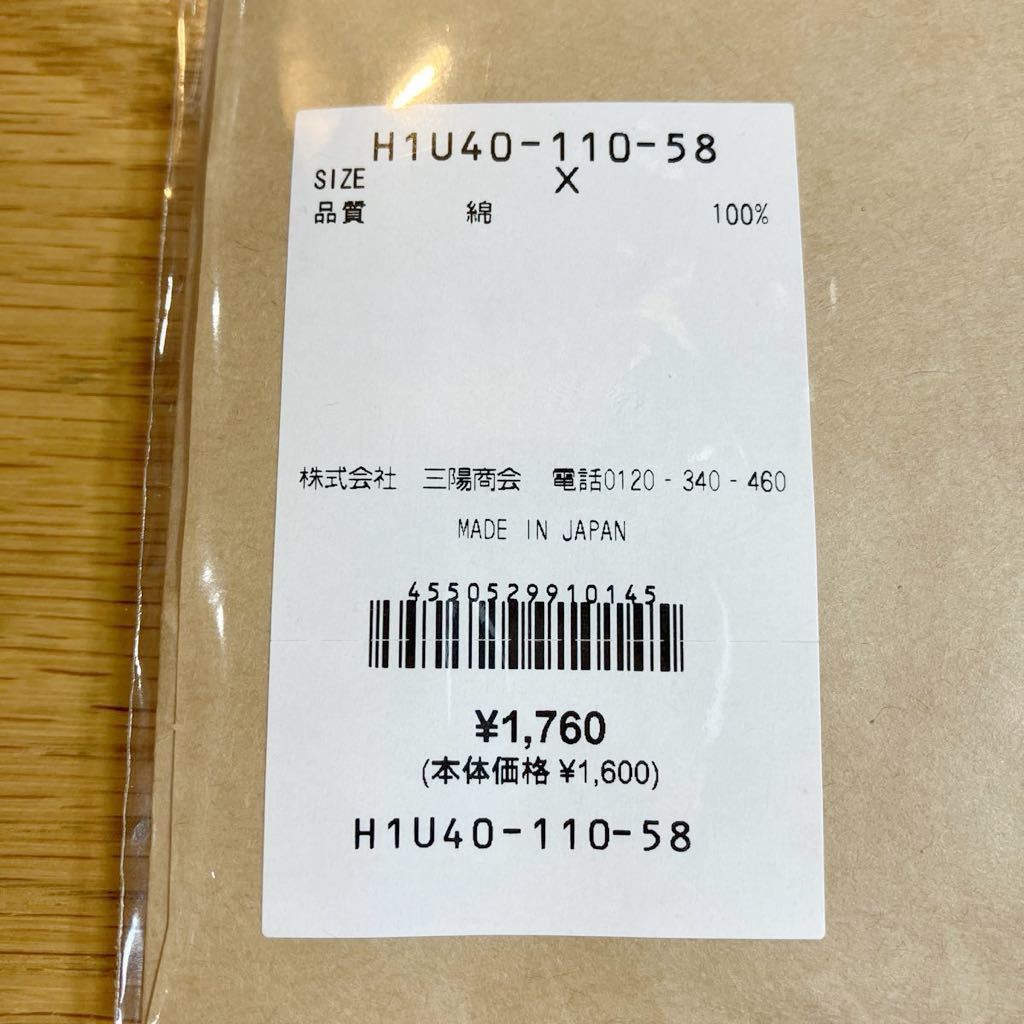 H1U40-110-58
SIZE X
品質 綿 100%
株式会社 三陽商会 電話0120-340-460
MADE IN JAPAN
4550529910145
¥1,760
(本体価格 ¥1,600)
H1U40-110-58